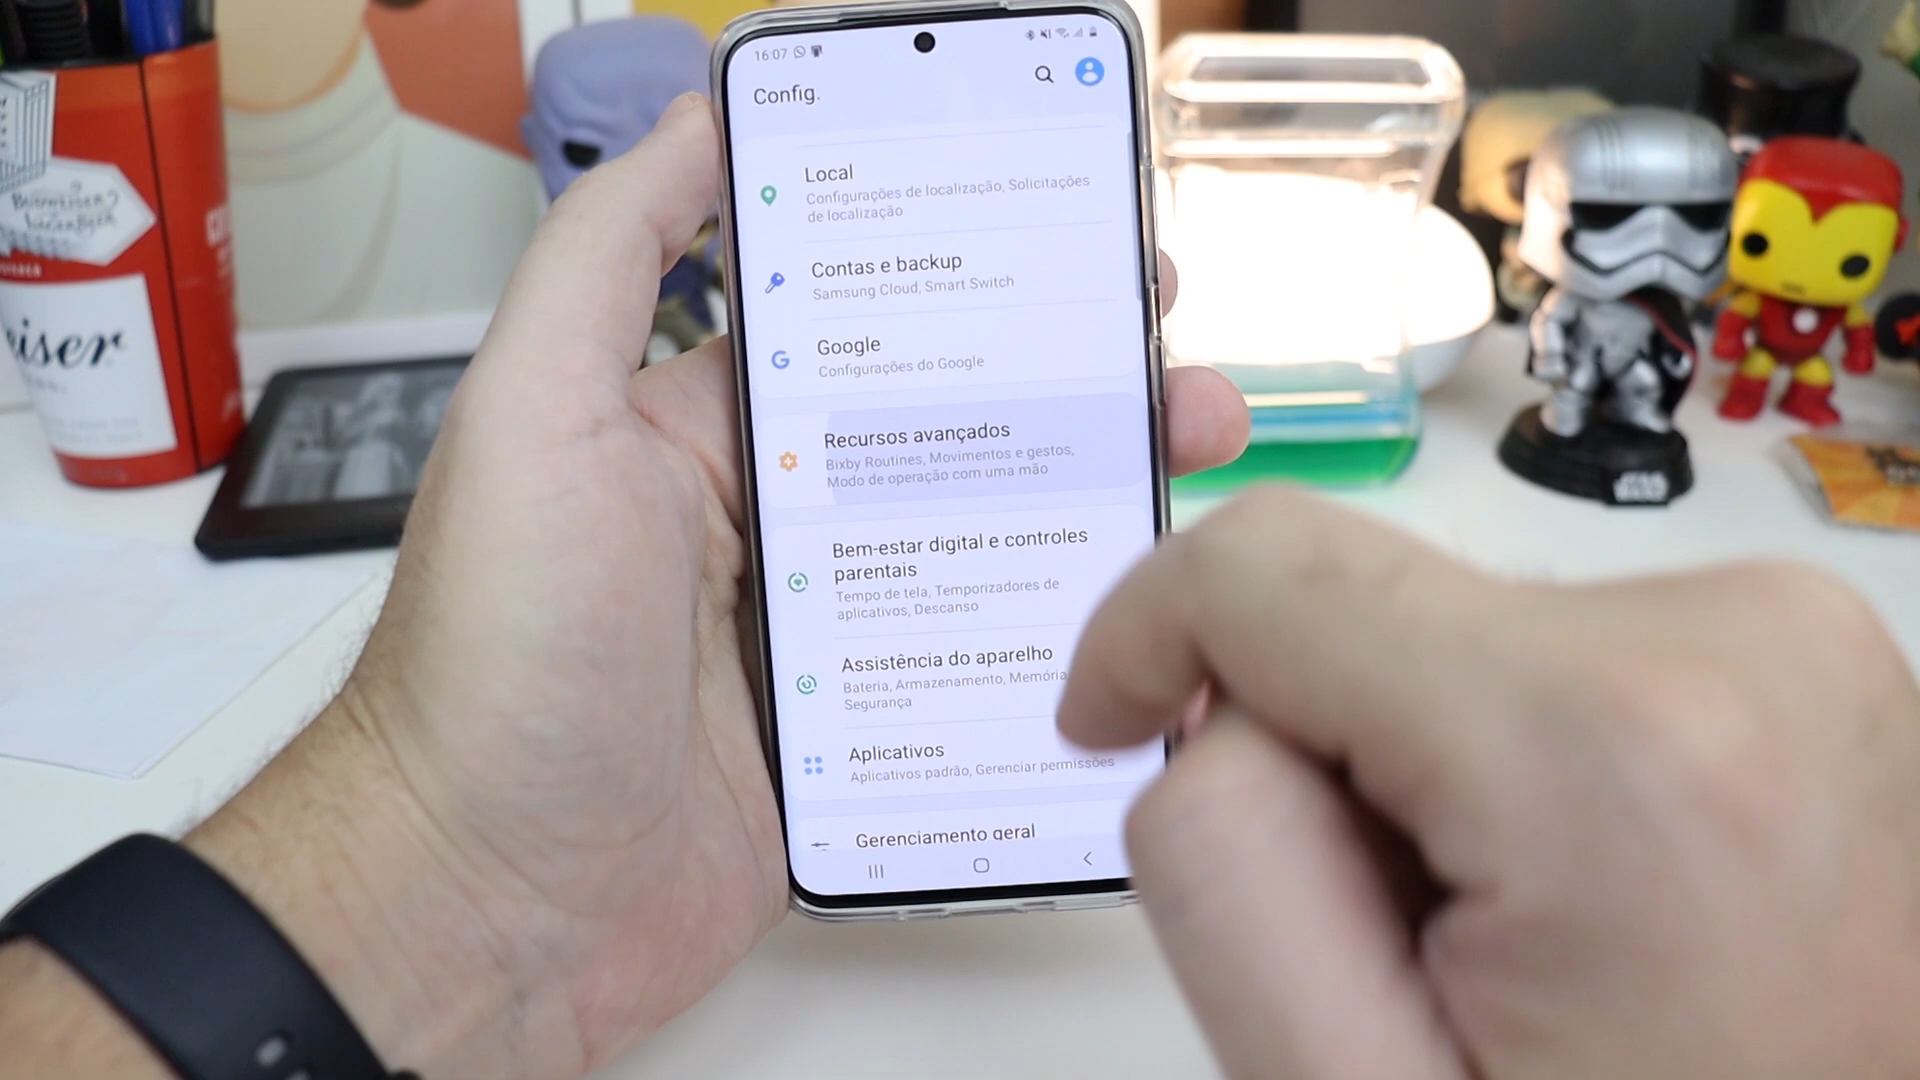 16:07
Config.
Local
Configurações de localização, Solicitações
de localização
Contas e backup
Samsung Cloud, Smart Switch
Google
Configurações do Google
Recursos avançados
Bixby Routines, Movimentos e gestos,
Modo de operação com uma mão
Bem-estar digital e controles
parentais
Tempo de tela, Temporizadores de
aplicativos, Descanso
Assistência do aparelho
Bateria, Armazenamento, Memória,
Segurança
Aplicativos
Aplicativos padrão, Gerenciar permissões
Gerenciamento geral
iser
STAR
WARS